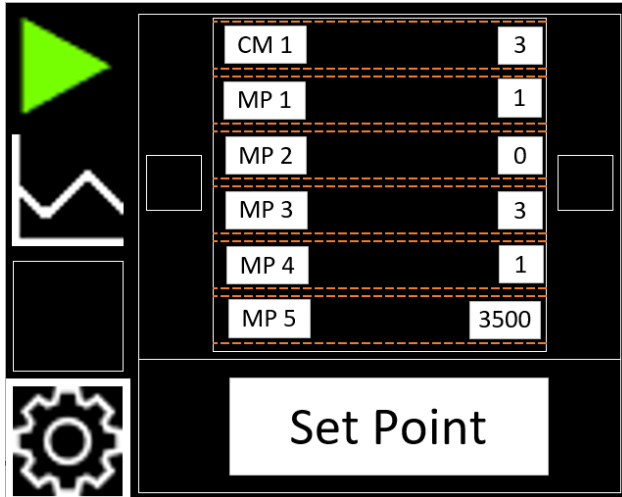 CM 1 3
MP 1 1
MP 2 0
MP 3 3
MP 4 1
MP 5 3500
Set Point